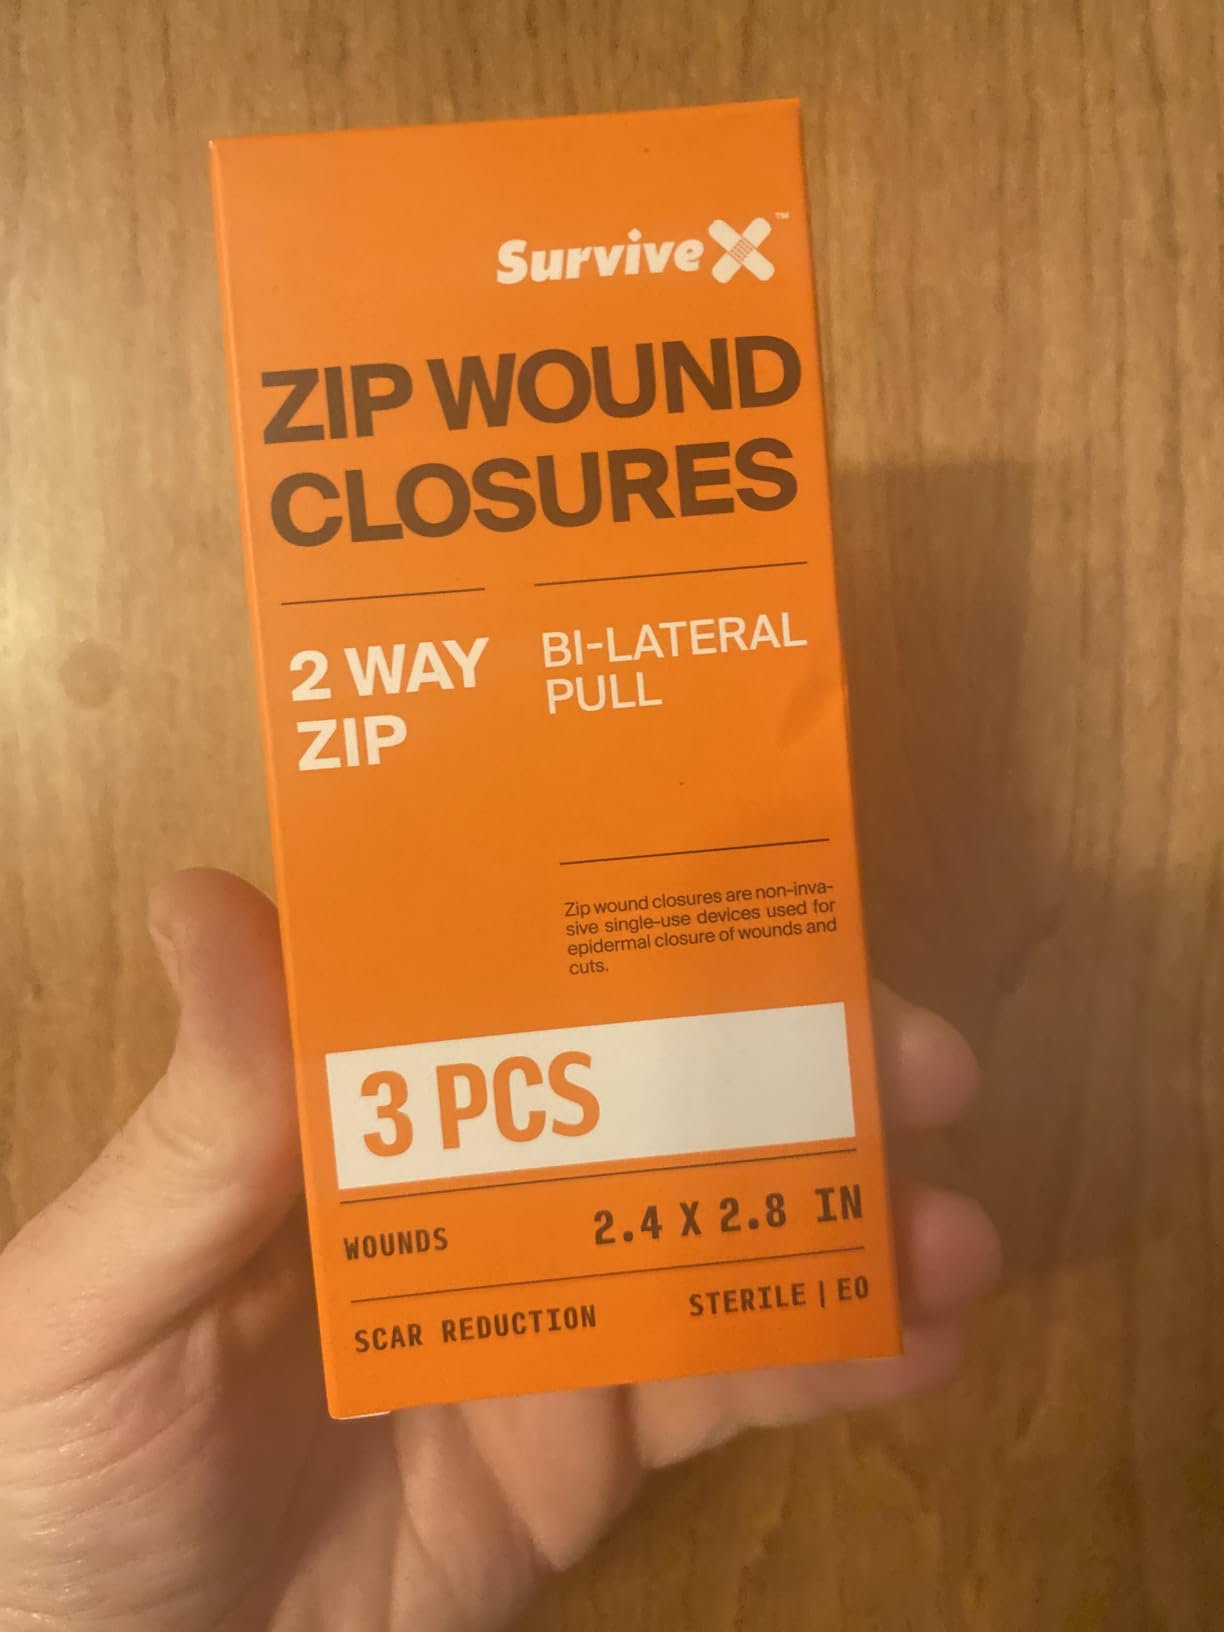 SurviveX™
ZIP WOUND
CLOSURES
2 WAY
ZIP
BI-LATERAL
PULL
Zip wound closures are non-inva-
sive single-use devices used for
epidermal closure of wounds and
cuts.
3 PCS
WOUNDS 2.4 X 2.8 IN
SCAR REDUCTION STERILE | EO